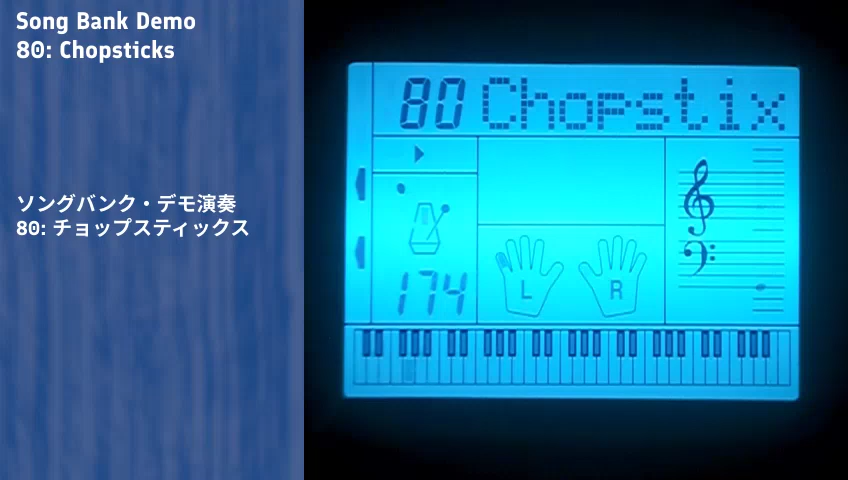 Song Bank Demo
80: Chopsticks
ソングバンク・デモ演奏
80: チョップスティックス
80 Chopstix
174
L R